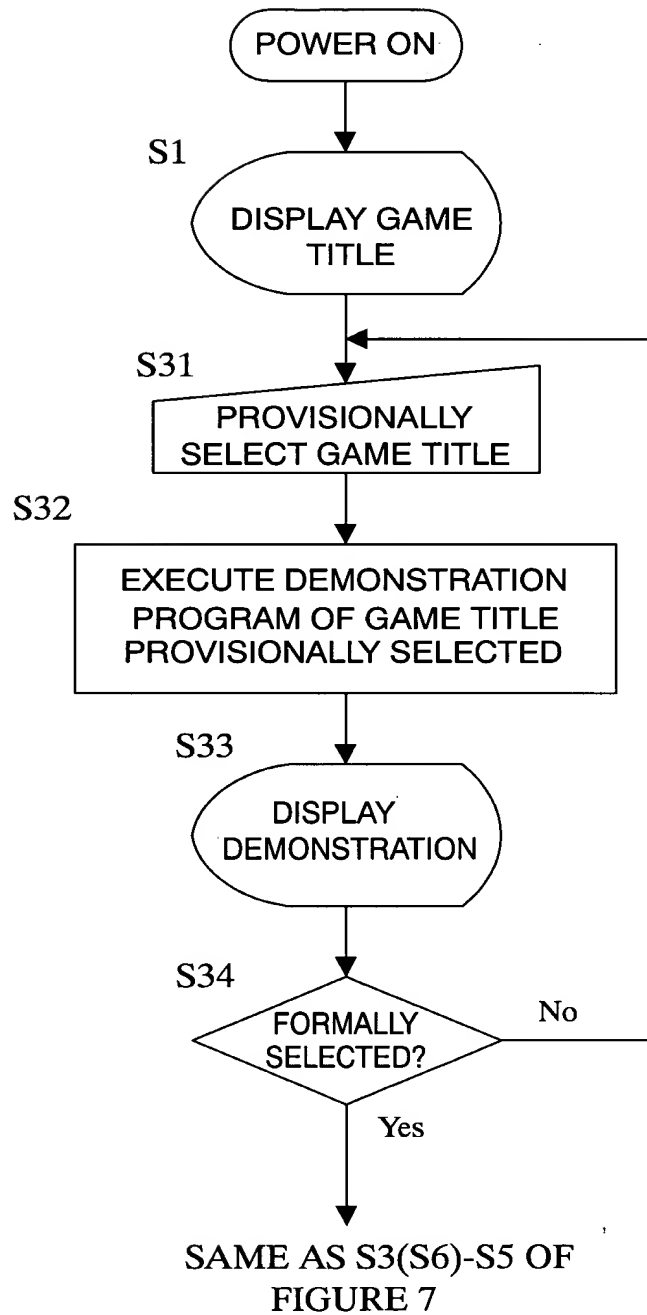 POWER ON
S1
DISPLAY GAME
TITLE
S31
PROVISIONALLY
SELECT GAME TITLE
S32
EXECUTE DEMONSTRATION
PROGRAM OF GAME TITLE
PROVISIONALLY SELECTED
S33
DISPLAY
DEMONSTRATION
S34
FORMALLY
SELECTED?
No
Yes
SAME AS S3(S6)-S5 OF
FIGURE 7